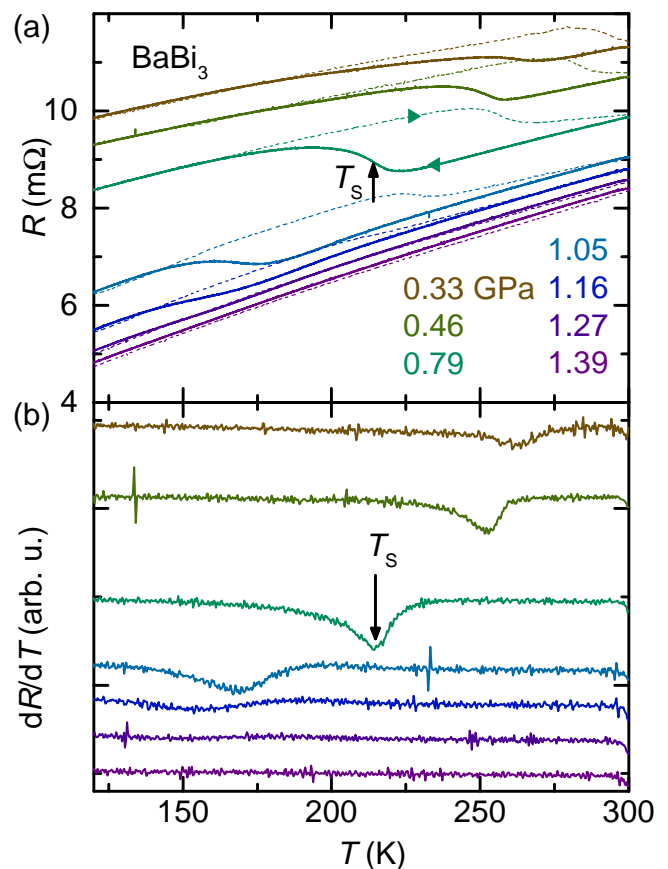 (a)
BaBi3
10
8
6
4
R (mΩ)
TS
1.05
0.33 GPa 1.16
0.46 1.27
0.79 1.39
(b)
dR/dT (arb. u.)
TS
150 200 250 300
T (K)